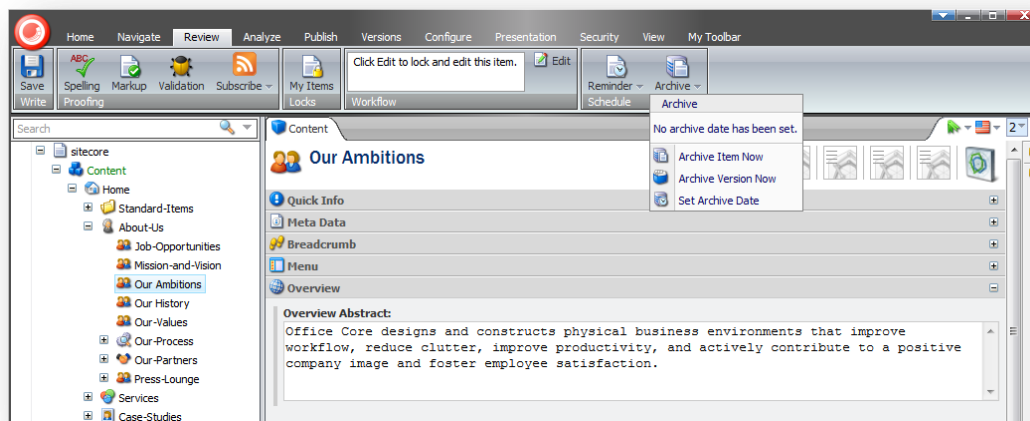 Home Navigate Review Analyze Publish Versions Configure Presentation Security View My Toolbar
ABC
Click Edit to lock and edit this item. Edit
Save Spelling Markup Validation Subscribe My Items Reminder Archive
Write Proofing Locks Workflow Schedule
Archive
No archive date has been set.
Archive Item Now
Archive Version Now
Set Archive Date
Search
sitecore
Content
Home
Standard-Items
About-Us
Job-Opportunities
Mission-and-Vision
Our Ambitions
Our History
Our-Values
Our-Process
Our-Partners
Press-Lounge
Services
Case-Studies
Content 2
Our Ambitions
Quick Info
Meta Data
Breadcrumb
Menu
Overview
Overview Abstract:
Office Core designs and constructs physical business environments that improve
workflow, reduce clutter, improve productivity, and actively contribute to a positive
company image and foster employee satisfaction.